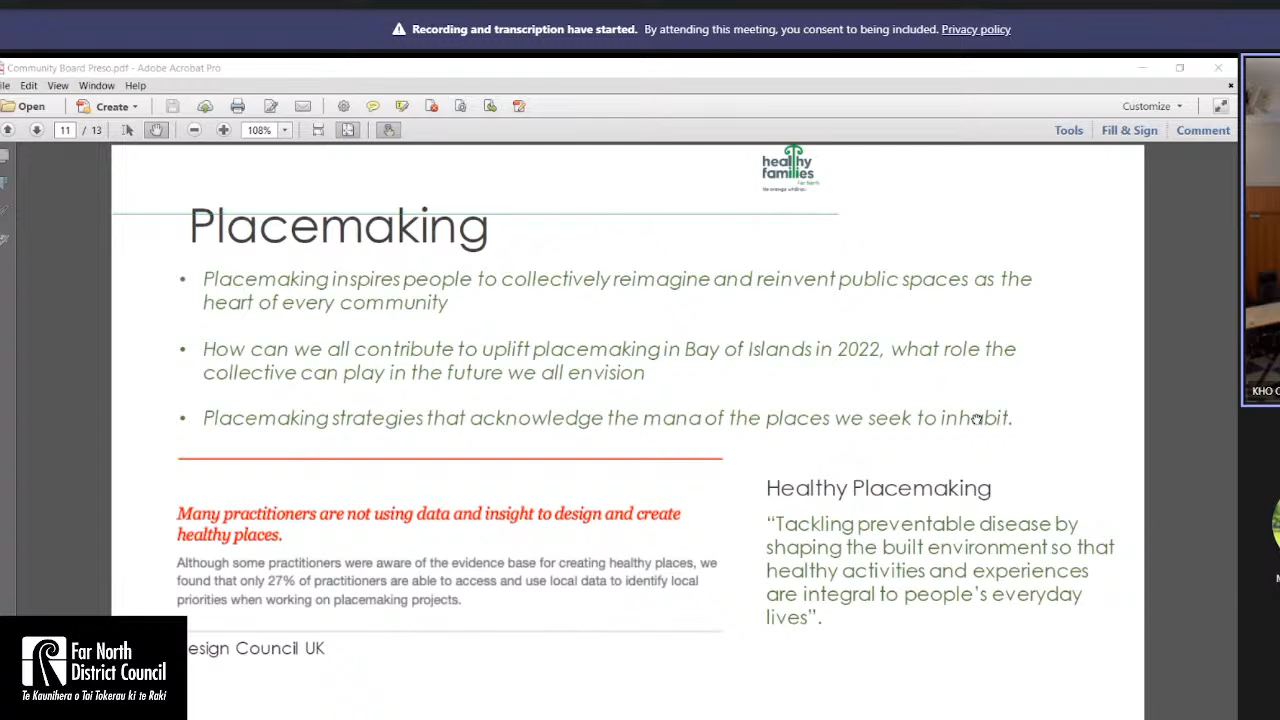 Recording and transcription have started. By attending this meeting, you consent to being included. Privacy policy
Community Board Preso.pdf - Adobe Acrobat Pro
Edit View Window Help
Open Create Customize
11 / 13 108% Tools Fill & Sign Comment
healthy
families
Far North
Placemaking
• Placemaking inspires people to collectively reimagine and reinvent public spaces as the
heart of every community
• How can we all contribute to uplift placemaking in Bay of Islands in 2022, what role the
collective can play in the future we all envision
KHO
• Placemaking strategies that acknowledge the mana of the places we seek to inhabit.
Many practitioners are not using data and insight to design and create
healthy places.
Although some practitioners were aware of the evidence base for creating healthy places, we
found that only 27% of practitioners are able to access and use local data to identify local
priorities when working on placemaking projects.
esign Council UK
Healthy Placemaking
“Tackling preventable disease by
shaping the built environment so that
healthy activities and experiences
are integral to people’s everyday
lives”.
Far North
District Council
Te Kaunihera o Tai Tokerau ki te Raki